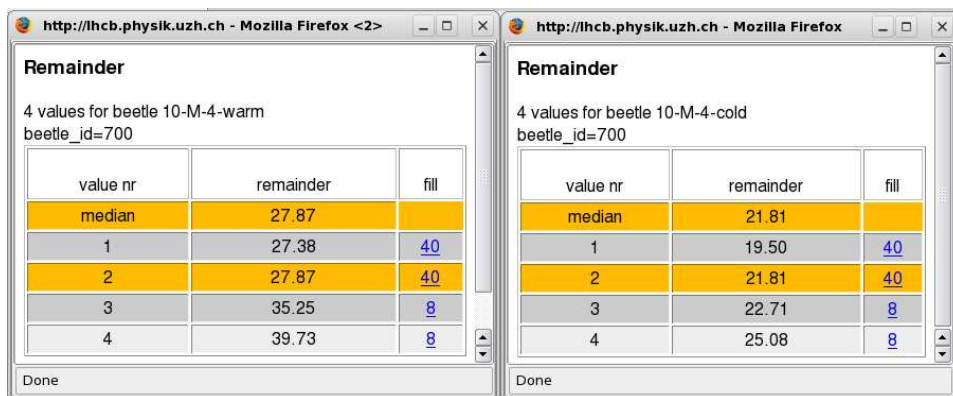 http://lhcb.physik.uzh.ch - Mozilla Firefox <2>
Remainder
4 values for beetle 10-M-4-warm
beetle_id=700
value nr remainder fill
median 27.87
1 27.38 40
2 27.87 40
3 35.25 8
4 39.73 8
Done
http://lhcb.physik.uzh.ch - Mozilla Firefox
Remainder
4 values for beetle 10-M-4-cold
beetle_id=700
value nr remainder fill
median 21.81
1 19.50 40
2 21.81 40
3 22.71 8
4 25.08 8
Done